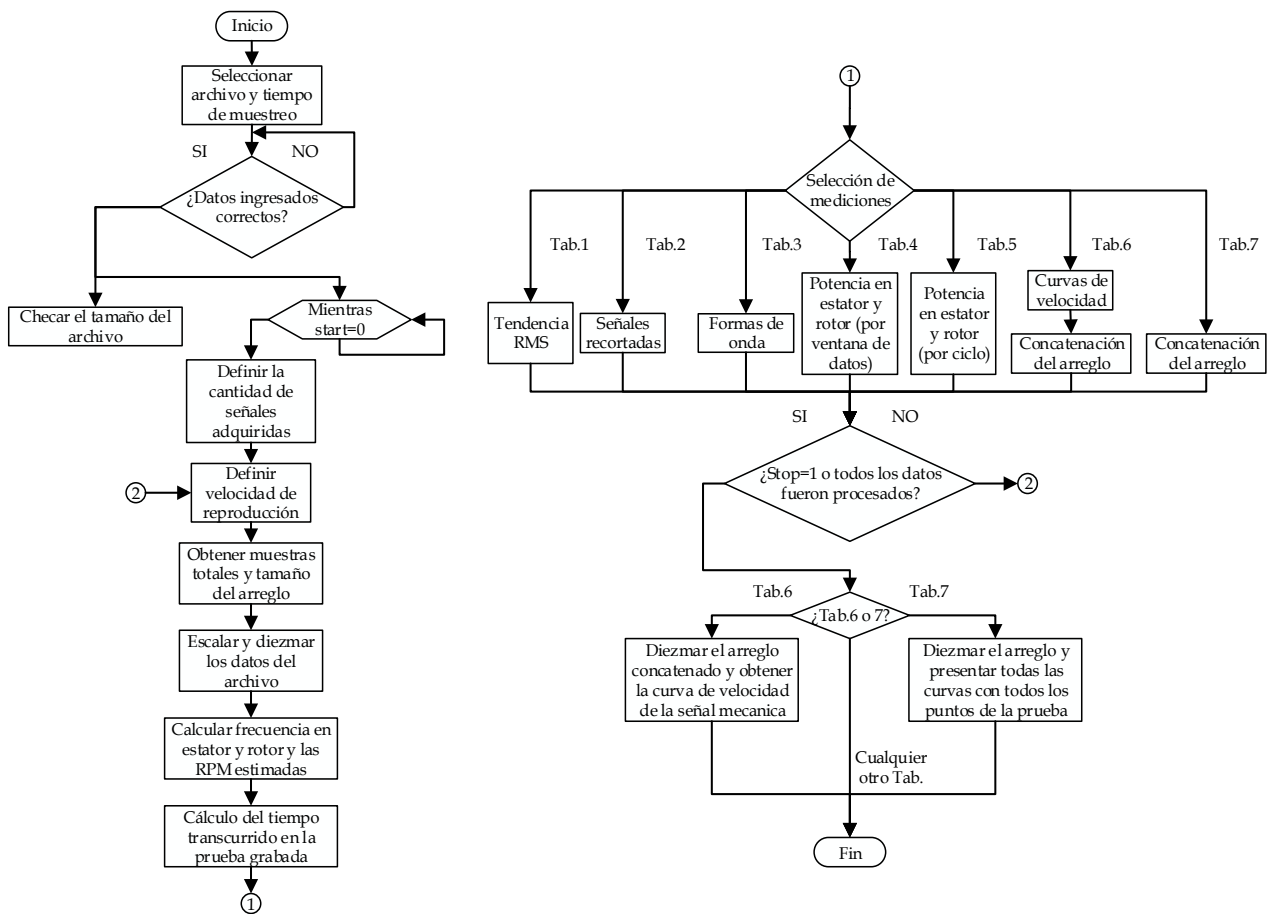 Inicio
Seleccionar
archivo y tiempo
de muestreo
SI
NO
¿Datos ingresados
correctos?
Checar el tamaño del
archivo
Mientras
start=0
Definir la
cantidad de
señales
adquiridas
2
Definir
velocidad de
reproducción
Obtener muestras
totales y tamaño
del arreglo
Escalar y diezmar
los datos del
archivo
Calcular frecuencia en
estator y rotor y las
RPM estimadas
Cálculo del tiempo
transcurrido en la
prueba grabada
1
1
Selección de
mediciones
Tab.1
Tab.2
Tab.3
Tab.4
Tab.5
Tab.6
Tab.7
Tendencia
RMS
Señales
recortadas
Formas de
onda
Potencia en
estator y
rotor (por
ventana de
datos)
Potencia
en estator
y rotor
(por ciclo)
Curvas de
velocidad
Concatenación
del arreglo
Concatenación
del arreglo
SI
NO
¿Stop=1 o todos los datos
fueron procesados?
2
Tab.6
Tab.7
¿Tab.6 o 7?
Diezmar el arreglo
concatenado y obtener
la curva de velocidad
de la señal mecanica
Diezmar el arreglo y
presentar todas las
curvas con todos los
puntos de la prueba
Cualquier
otro Tab.
Fin